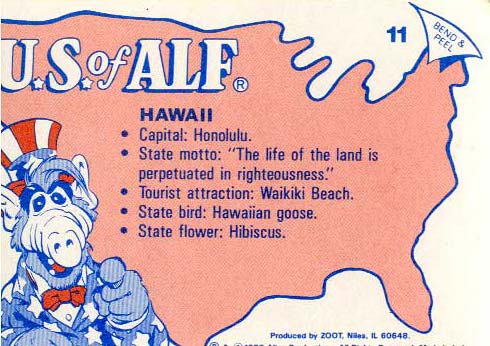 U.S. of ALF®
11
BEND &
PEEL
HAWAII
• Capital: Honolulu.
• State motto: "The life of the land is
perpetuated in righteousness."
• Tourist attraction: Waikiki Beach.
• State bird: Hawaiian goose.
• State flower: Hibiscus.
Produced by ZOOT, Niles, IL 60648.